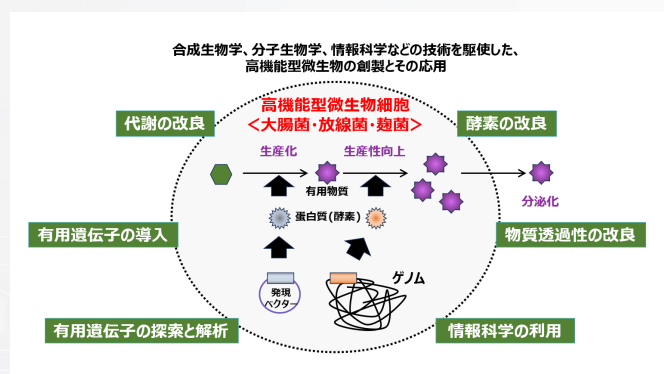 合成生物学、分子生物学、情報科学などの技術を駆使した、
高機能型微生物の創製とその応用
高機能型微生物細胞
＜大腸菌・放線菌・麹菌＞
代謝の改良
酵素の改良
生産化
生産性向上
有用物質
分泌化
蛋白質(酵素)
有用遺伝子の導入
物質透過性の改良
発現
ベクター
ゲノム
有用遺伝子の探索と解析
情報科学の利用